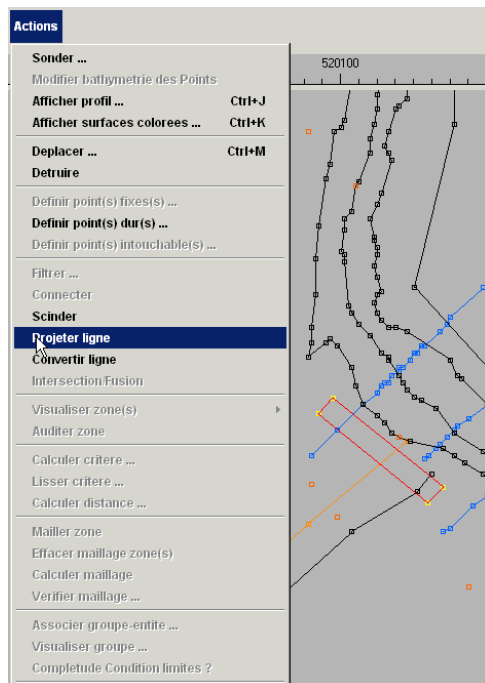 Actions
Sonder ...
520100
Modifier bathymetrie des Points
Afficher profil ... Ctrl+J
Afficher surfaces colorees ... Ctrl+K
Deplacer ... Ctrl+M
Detruire
Definir point(s) fixes(s) ...
Definir point(s) dur(s) ...
Definir point(s) intouchable(s) ...
Filtrer ...
Connecter
Scinder
Projeter ligne
Convertir ligne
Intersection/Fusion
Visualiser zone(s)
Auditer zone
Calculer critere ...
Lisser critere ...
Calculer distance ...
Mailler zone
Effacer maillage zone(s)
Calculer maillage
Verifier maillage ...
Associer groupe-entite ...
Visualiser groupe ...
Completude Condition limites ?